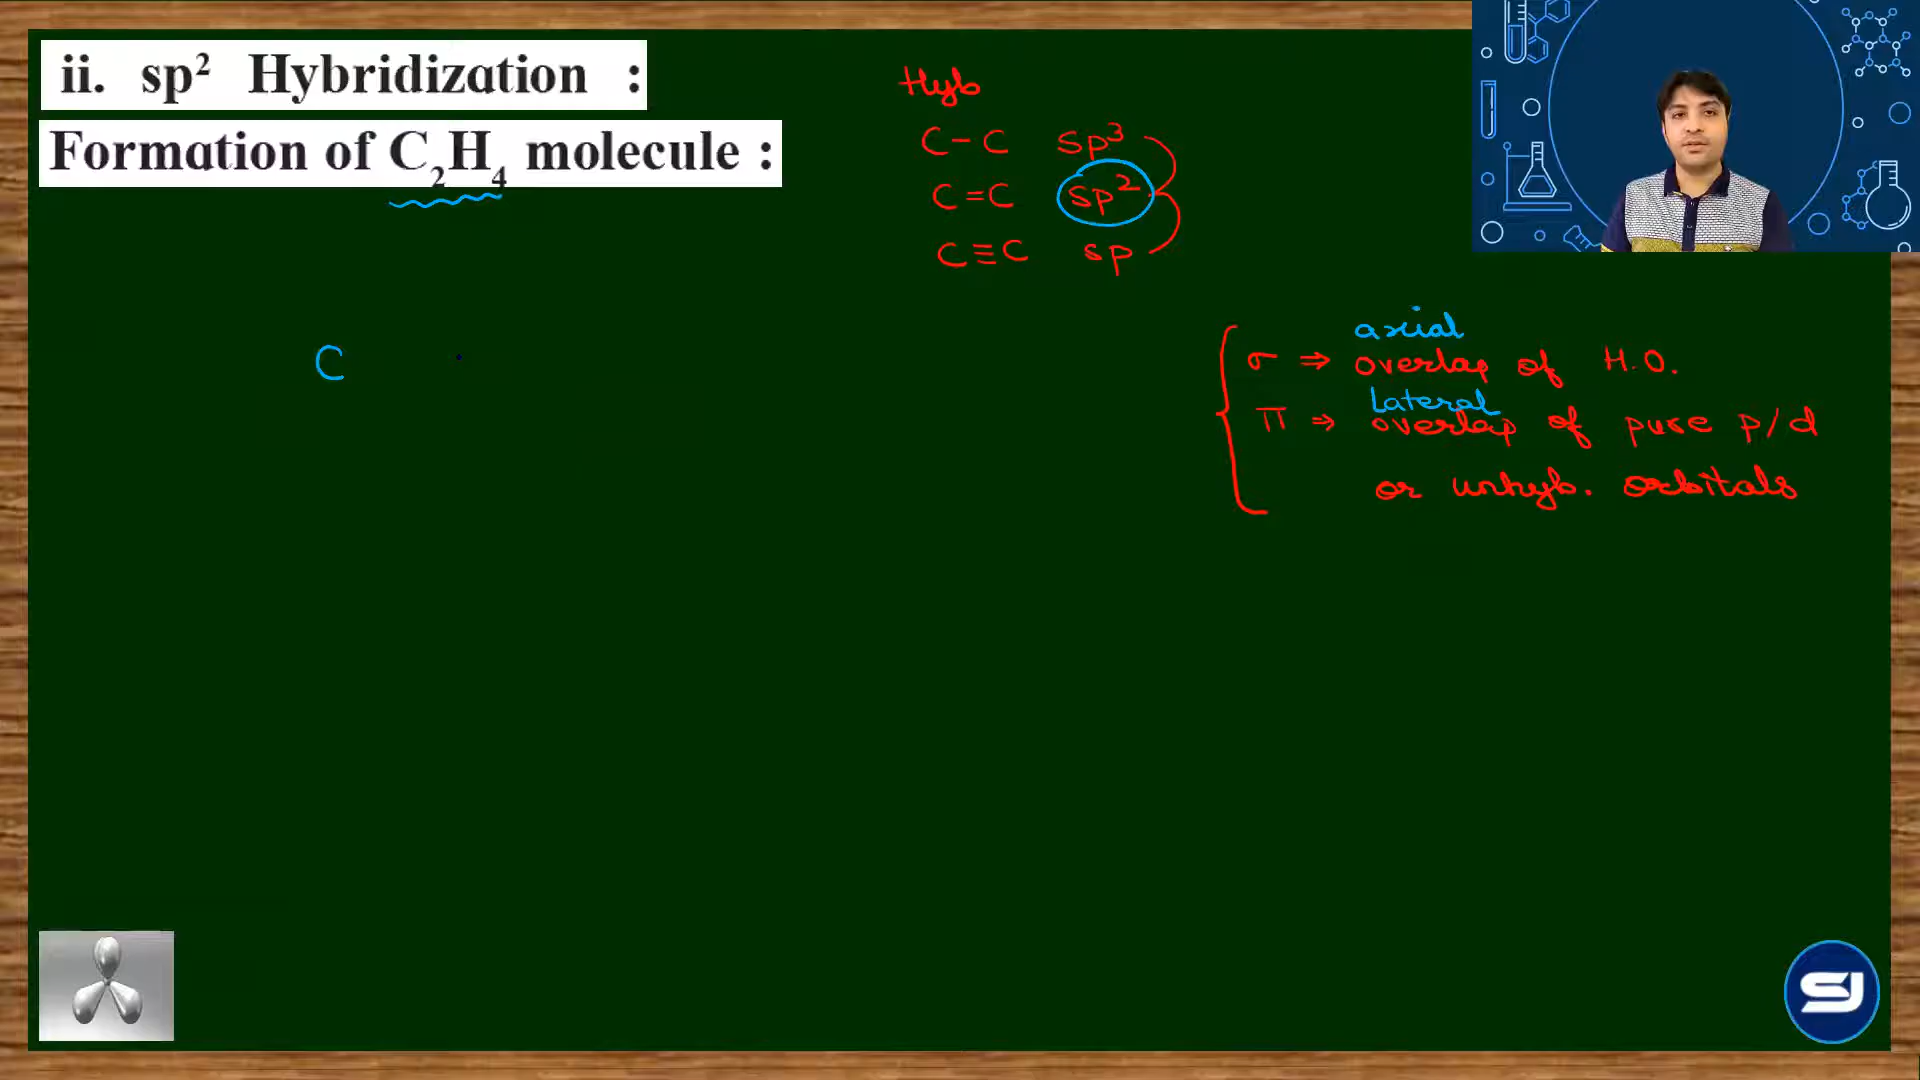 ii. sp² Hybridization :
Formation of C₂H₄ molecule :
Hyb
C-C sp³
C=C sp²
C≡C sp
C
axial
σ ⇒ overlap of H.O.
Lateral
π ⇒ overlap of pure p/d
or unhyb. orbitals
SJ